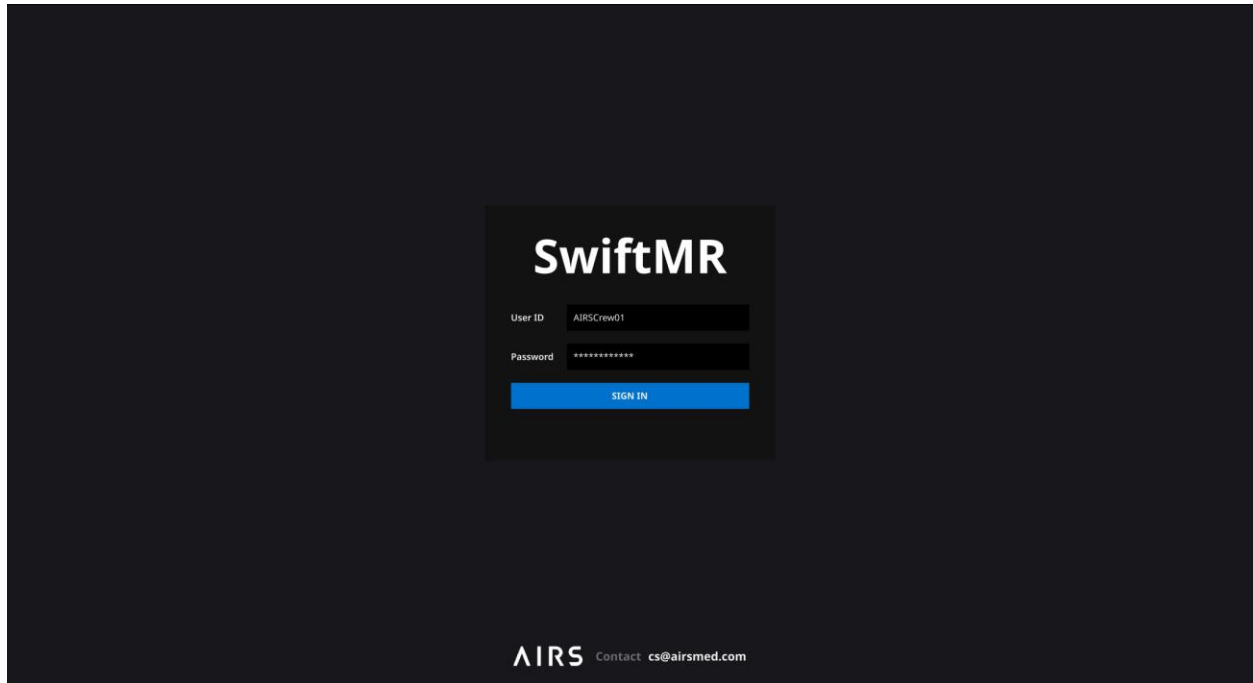 SwiftMR
User ID AIRSCrew01
Password ************
SIGN IN
AIRS Contact cs@airsmed.com